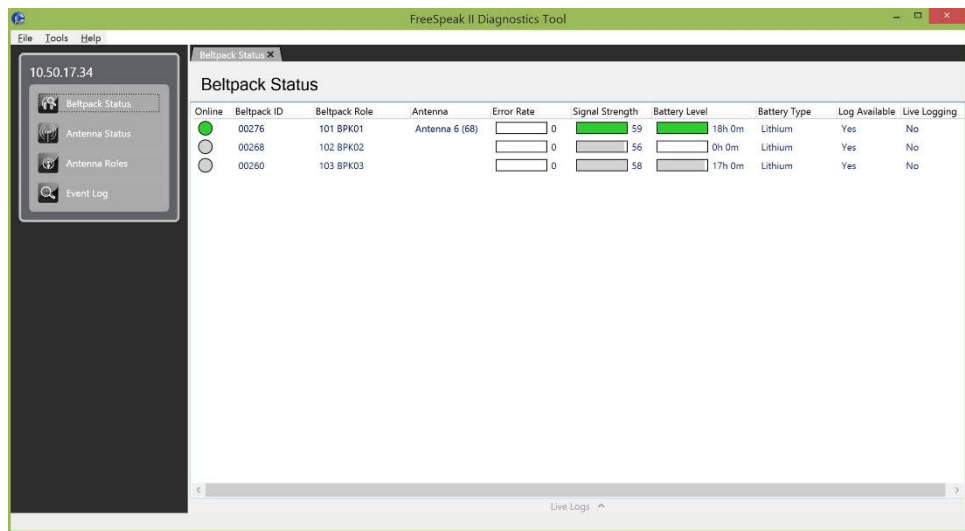 FreeSpeak II Diagnostics Tool
File Tools Help
10.50.17.34
Beltpack Status
Antenna Status
Antenna Roles
Event Log
Beltpack Status
Beltpack Status
Online Beltpack ID Beltpack Role Antenna Error Rate Signal Strength Battery Level Battery Type Log Available Live Logging
00276 101 BPK01 Antenna 6 (68) 0 59 18h 0m Lithium Yes No
00268 102 BPK02 0 56 0h 0m Lithium Yes No
00260 103 BPK03 0 58 17h 0m Lithium Yes No
Live Logs